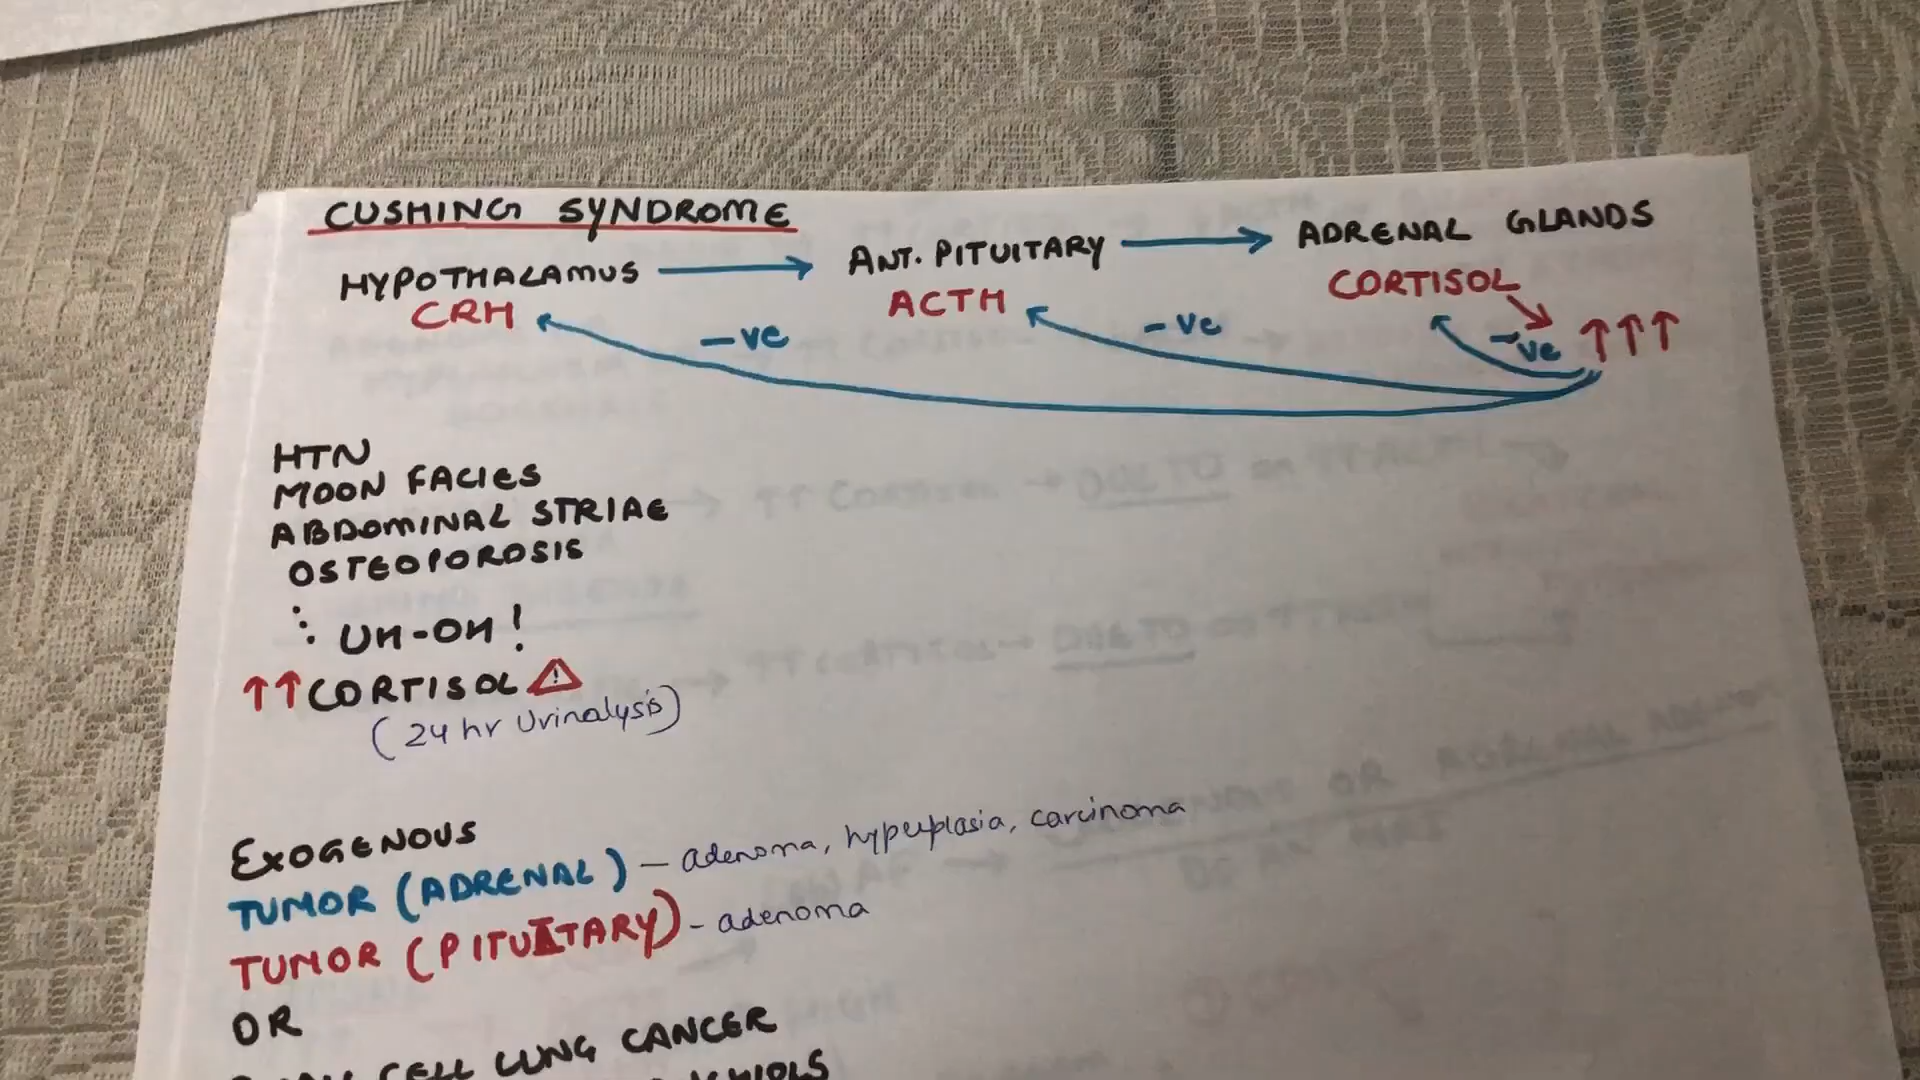 CUSHING SYNDROME
HYPOTHALAMUS → ANT. PITUITARY → ADRENAL GLANDS
CRH ACTH CORTISOL
-ve -ve -ve ↑↑↑
HTN
MOON FACIES
ABDOMINAL STRIAE
OSTEOPOROSIS
∴ UH-OH!
↑↑ CORTISOL ⚠
(24 hr Urinalysis)
EXOGENOUS
TUMOR (ADRENAL) - adenoma, hyperplasia, carcinoma
TUMOR (PITUITARY) - adenoma
OR
CELL LUNG CANCER